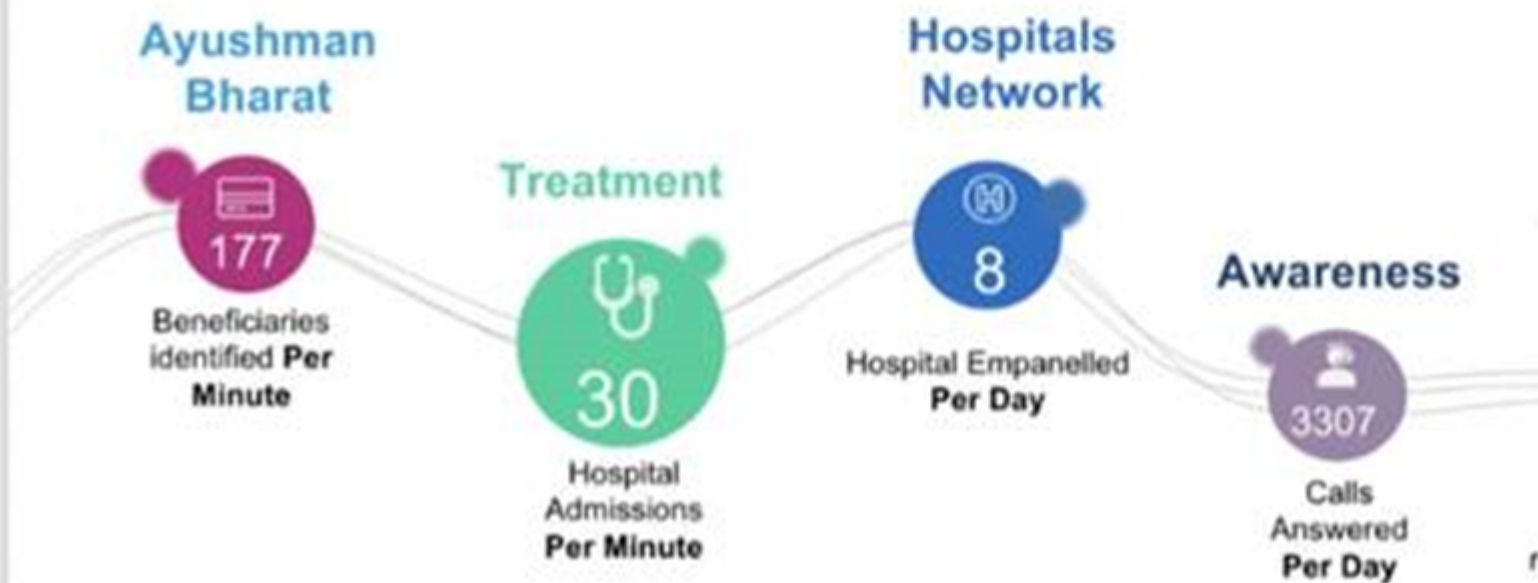 Ayushman
Bharat
177
Beneficiaries
identified Per
Minute
Treatment
30
Hospital
Admissions
Per Minute
Hospitals
Network
H
8
Hospital Empanelled
Per Day
Awareness
3307
Calls
Answered
Per Day